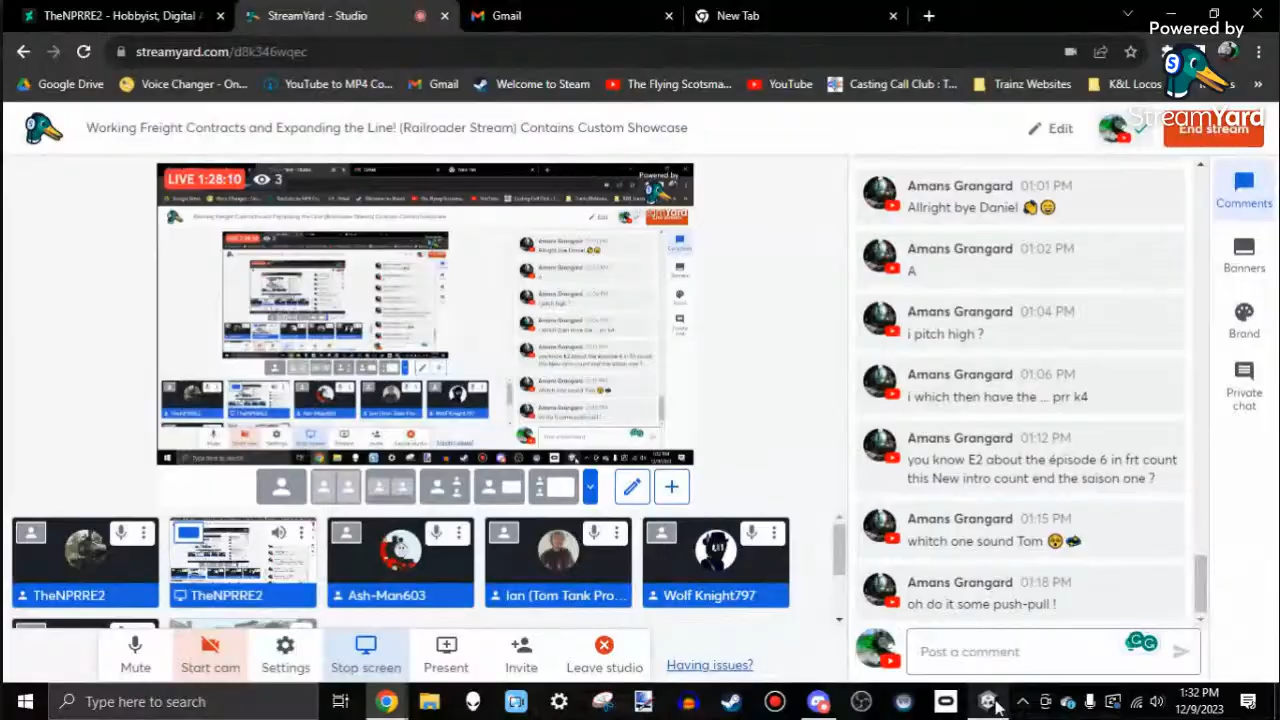 TheNPRRE2 - Hobbyist, Digital A
StreamYard - Studio
Gmail
New Tab
Powered by
StreamYard
streamyard.com/d8k346wqec
Google Drive
Voice Changer - On...
YouTube to MP4 Co...
Gmail
Welcome to Steam
The Flying Scotsma...
YouTube
Casting Call Club : T...
Trainz Websites
K&L Locos
Working Freight Contracts and Expanding the Line! (Railroader Stream) Contains Custom Showcase
Edit
End stream
LIVE 1:28:10
3
Powered by
Amans Grangard 01:01 PM
Allright bye Daniel
Amans Grangard 01:02 PM
A
Amans Grangard 01:04 PM
i pitch high ?
Amans Grangard 01:06 PM
i which then have the ... prr k4
Amans Grangard 01:12 PM
you know E2 about the épisode 6 in frt count
this New intro count end the saison one ?
Amans Grangard 01:15 PM
whitch one sound Tom
Amans Grangard 01:18 PM
oh do it some push-pull !
Post a comment
Comments
Banners
Brand
Private
chat
TheNPRRE2
TheNPRRE2
Ash-Man603
Ian (Tom Tank Pro...
Wolf Knight797
Mute
Start cam
Settings
Stop screen
Present
Invite
Leave studio
Having issues?
Type here to search
1:32 PM
12/9/2023